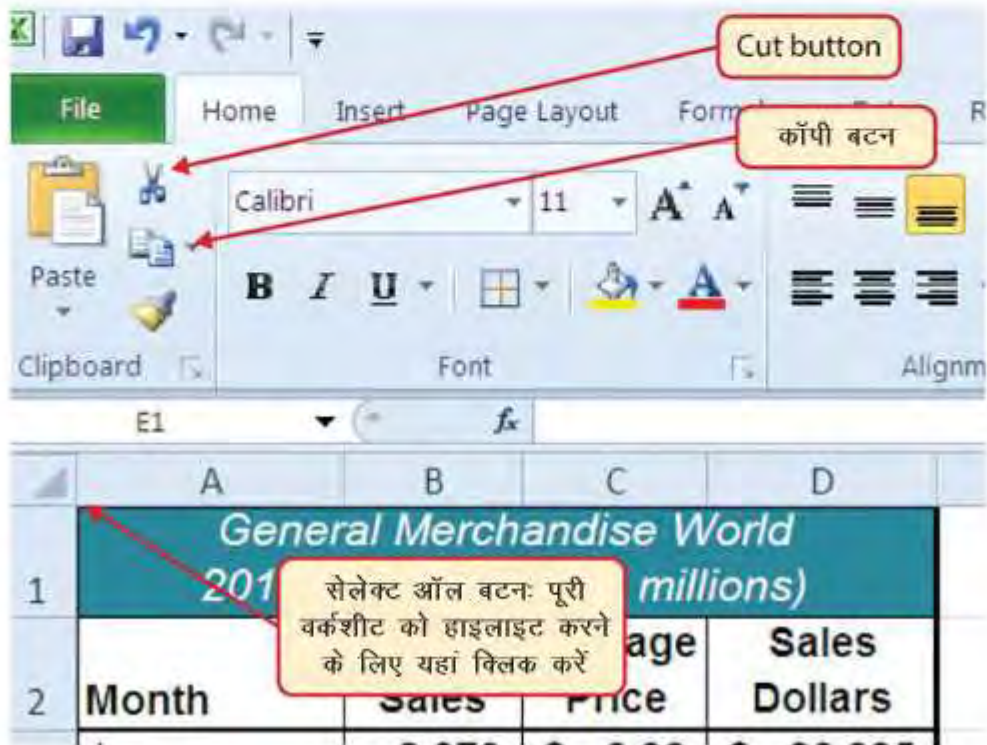 Cut button
File Home Insert Page Layout
कॉपी बटन
Calibri 11
Paste
B I U A
Clipboard Font
E1 fx
A B C D
1 General Merchandise World
millions)
सेलेक्ट ऑल बटनः पूरी
वर्कशीट को हाइलाइट करने
के लिए यहां क्लिक करें
2 Month Sales Price Sales
Dollars